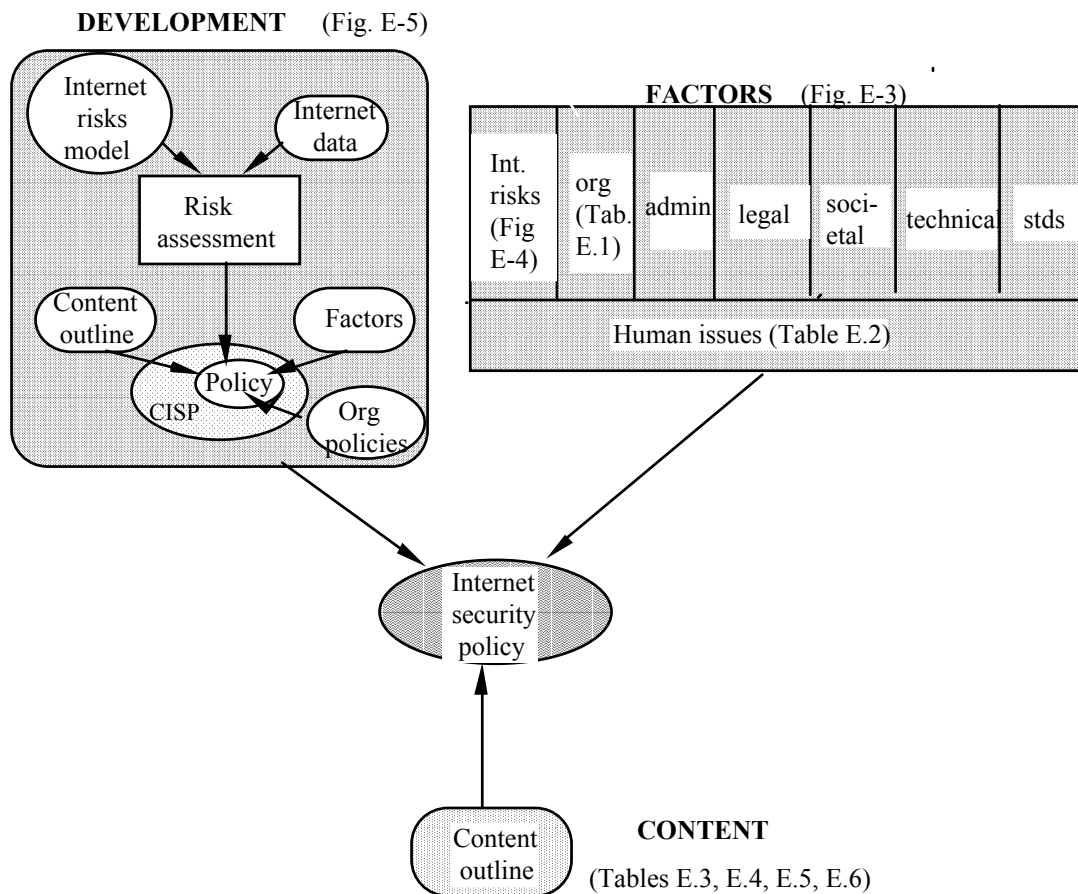 DEVELOPMENT (Fig. E-5)
Internet
risks
model
Internet
data
Risk
assessment
Content
outline
Factors
Policy
CISP
Org
policies
FACTORS (Fig. E-3)
Int.
risks
(Fig
E-4)
org
(Tab.
E.1)
admin
legal
soci-
etal
technical
stds
Human issues (Table E.2)
Internet
security
policy
Content
outline
CONTENT
(Tables E.3, E.4, E.5, E.6)